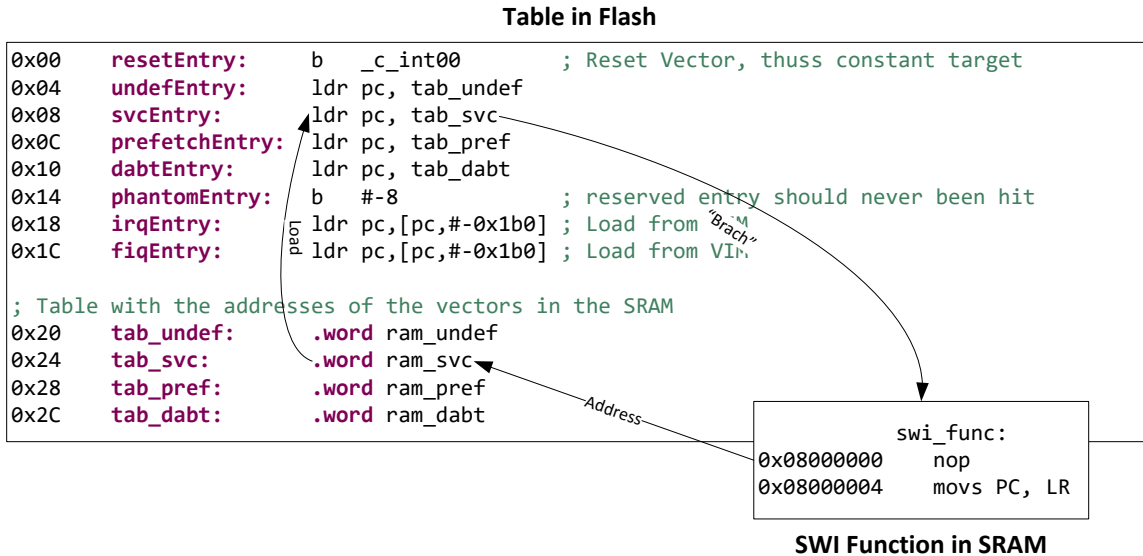 Table in Flash
0x00 resetEntry: b _c_int00 ; Reset Vector, thuss constant target
0x04 undefEntry: ldr pc, tab_undef
0x08 svcEntry: ldr pc, tab_svc
0x0C prefetchEntry: ldr pc, tab_pref
0x10 dabtEntry: ldr pc, tab_dabt
0x14 phantomEntry: b #-8 ; reserved entry should never been hit
0x18 irqEntry: ldr pc,[pc,#-0x1b0] ; Load from
0x1C fiqEntry: ldr pc,[pc,#-0x1b0] ; Load from VIM
Load
"Brach"
; Table with the addresses of the vectors in the SRAM
0x20 tab_undef: .word ram_undef
0x24 tab_svc: .word ram_svc
0x28 tab_pref: .word ram_pref
0x2C tab_dabt: .word ram_dabt
Address
swi_func:
0x08000000 nop
0x08000004 movs PC, LR
SWI Function in SRAM